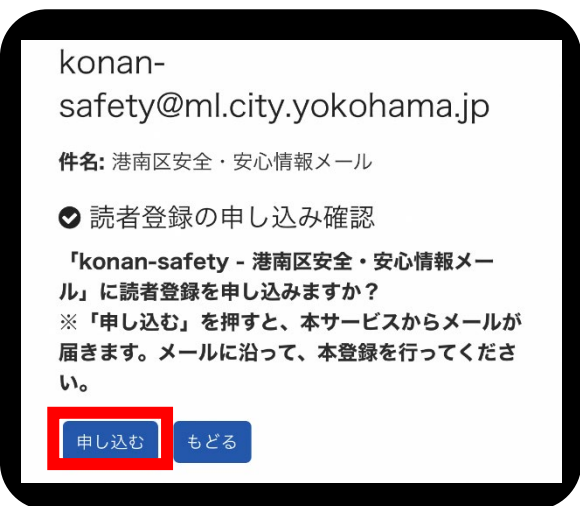 konan-
safety@ml.city.yokohama.jp
件名: 港南区安全・安心情報メール
読者登録の申し込み確認
「konan-safety - 港南区安全・安心情報メー
ル」に読者登録を申し込みますか？
※「申し込む」を押すと、本サービスからメールが
届きます。メールに沿って、本登録を行ってくださ
い。
申し込む もどる